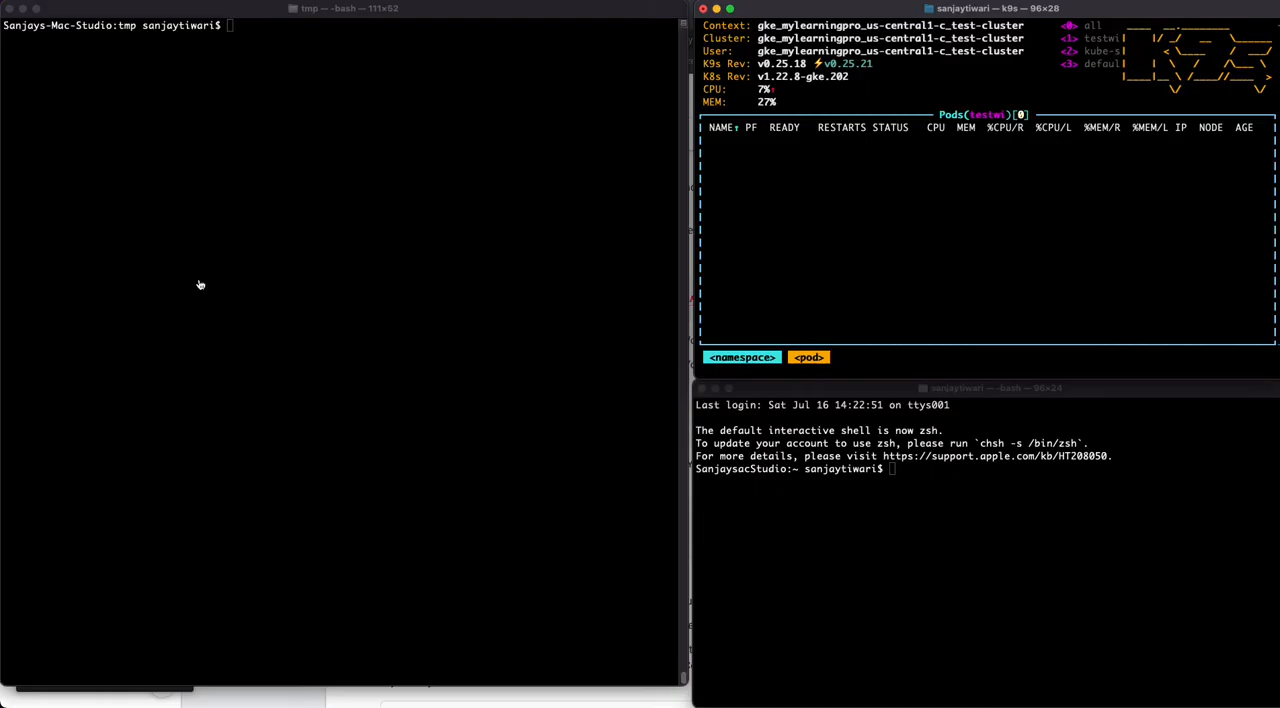 tmp — -bash — 111×52
Sanjays-Mac-Studio:tmp sanjaytiwari$
sanjaytiwari — k9s — 96×28
Context: gke_mylearningpro_us-central1-c_test-cluster <0> all
Cluster: gke_mylearningpro_us-central1-c_test-cluster <1> testwi
User: gke_mylearningpro_us-central1-c_test-cluster <2> kube-s
K9s Rev: v0.25.18 ⚡v0.25.21 <3> defaul
K8s Rev: v1.22.8-gke.202
CPU: 7%↑
MEM: 27%
Pods(testwi)[0]
NAME↑ PF READY RESTARTS STATUS CPU MEM %CPU/R %CPU/L %MEM/R %MEM/L IP NODE AGE
<namespace> <pod>
sanjaytiwari — -bash — 96×24
Last login: Sat Jul 16 14:22:51 on ttys001
The default interactive shell is now zsh.
To update your account to use zsh, please run `chsh -s /bin/zsh`.
For more details, please visit https://support.apple.com/kb/HT208050.
SanjaysacStudio:~ sanjaytiwari$